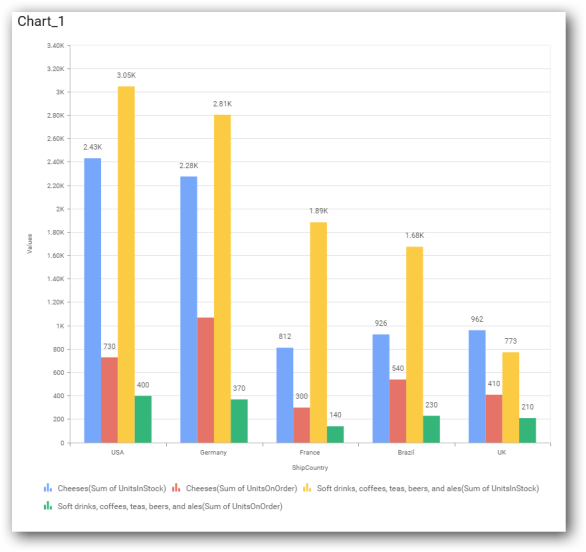 Chart_1
3.40K
3.20K
3K
2.80K
2.60K
2.40K
2.20K
2K
1.80K
1.60K
1.40K
1.20K
1K
800
600
400
200
0
Values
2.43K
730
3.05K
400
2.28K
2.81K
370
812
300
1.89K
140
926
540
1.68K
230
962
410
773
210
USA
Germany
France
Brazil
UK
ShipCountry
Cheeses(Sum of UnitsInStock)
Cheeses(Sum of UnitsOnOrder)
Soft drinks, coffees, teas, beers, and ales(Sum of UnitsInStock)
Soft drinks, coffees, teas, beers, and ales(Sum of UnitsOnOrder)